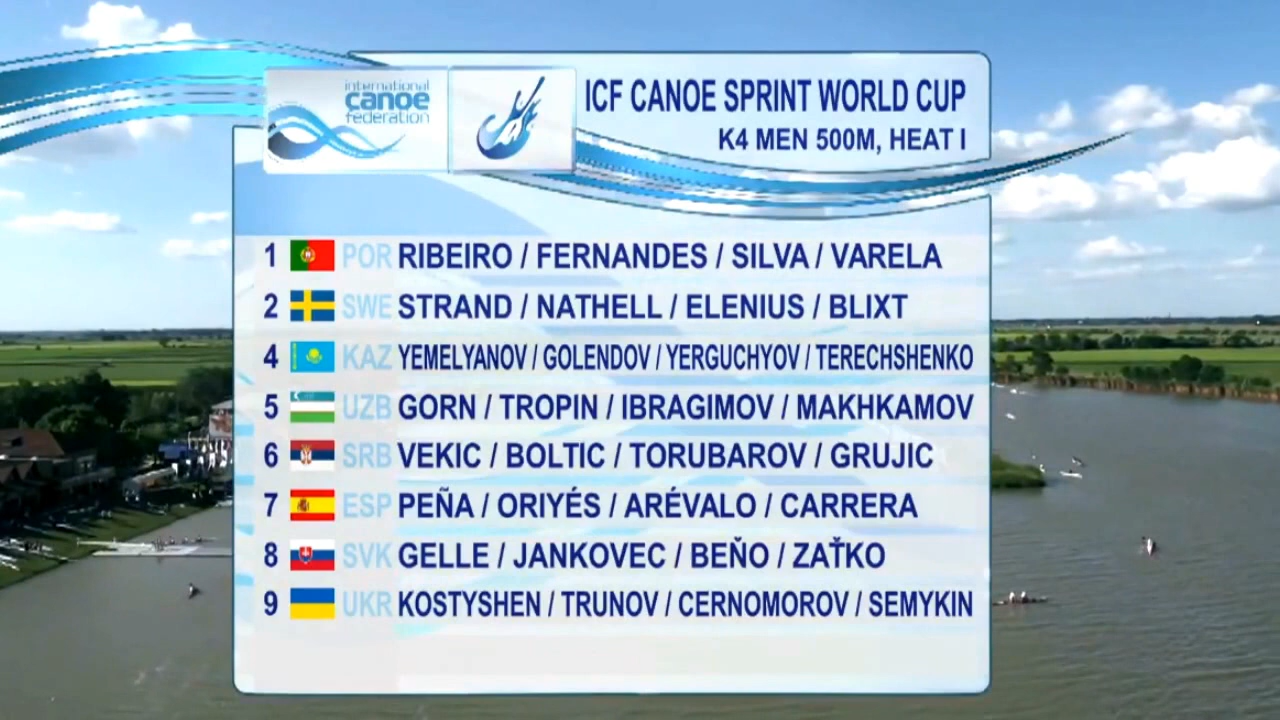 international
canoe
federation
ICF CANOE SPRINT WORLD CUP
K4 MEN 500M, HEAT I
1 POR RIBEIRO / FERNANDES / SILVA / VARELA
2 SWE STRAND / NATHELL / ELENIUS / BLIXT
4 KAZ YEMELYANOV / GOLENDOV / YERGUCHYOV / TERECHSHENKO
5 UZB GORN / TROPIN / IBRAGIMOV / MAKHKAMOV
6 SRB VEKIC / BOLTIC / TORUBAROV / GRUJIC
7 ESP PEÑA / ORIYÉS / ARÉVALO / CARRERA
8 SVK GELLE / JANKOVEC / BEŇO / ZAŤKO
9 UKR KOSTYSHEN / TRUNOV / CERNOMOROV / SEMYKIN